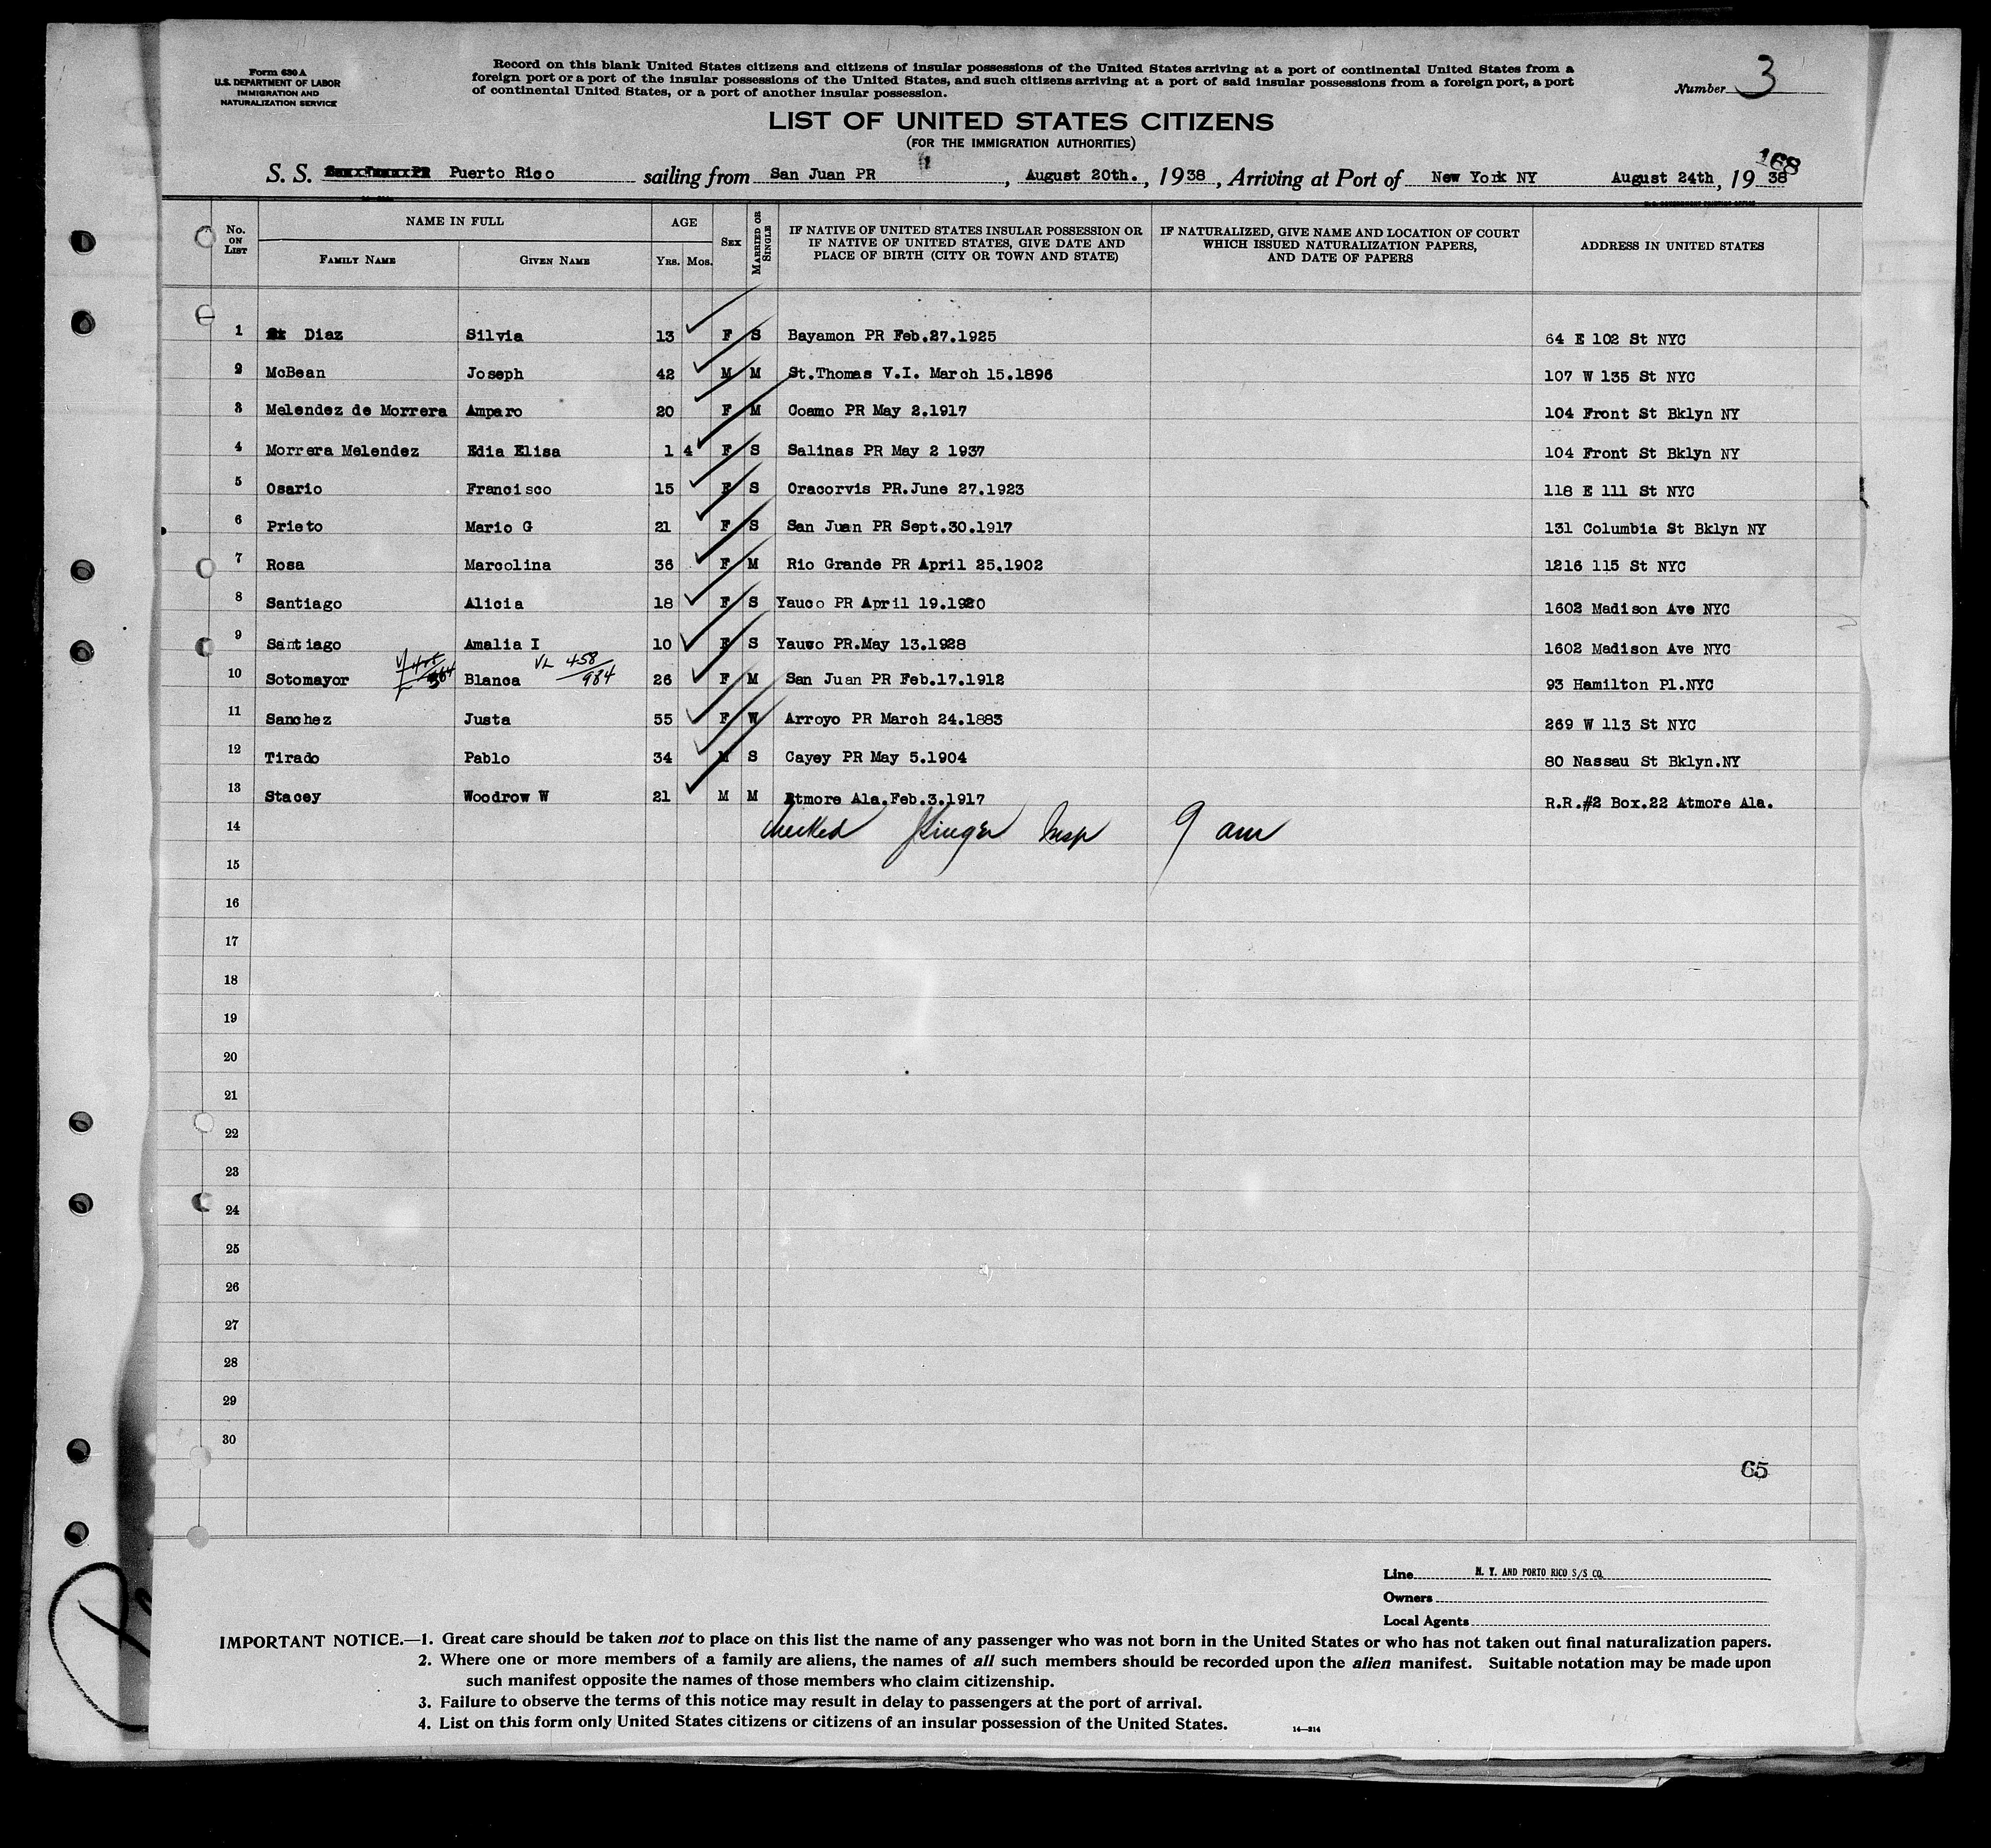 Form 630 A
U.S. DEPARTMENT OF LABOR
IMMIGRATION AND
NATURALIZATION SERVICE
Record on this blank United States citizens and citizens of insular possessions of the United States arriving at a port of continental United States from a
foreign port or a port of the insular possessions of the United States, and such citizens arriving at a port of said insular possessions from a foreign port, a port
of continental United States, or a port of another insular possession.
Number 3
LIST OF UNITED STATES CITIZENS
(FOR THE IMMIGRATION AUTHORITIES)
168
S. S. Puerto Rico sailing from San Juan PR, August 20th., 1938, Arriving at Port of New York NY August 24th, 1938
No. ON LIST NAME IN FULL FAMILY NAME GIVEN NAME AGE YRS. MOS. SEX MARRIED OR SINGLE IF NATIVE OF UNITED STATES INSULAR POSSESSION OR IF NATIVE OF UNITED STATES, GIVE DATE AND PLACE OF BIRTH (CITY OR TOWN AND STATE) IF NATURALIZED, GIVE NAME AND LOCATION OF COURT WHICH ISSUED NATURALIZATION PAPERS, AND DATE OF PAPERS ADDRESS IN UNITED STATES
1 Diaz Silvia 13 F S Bayamon PR Feb.27.1925 64 E 102 St NYC
2 McBean Joseph 42 M M St.Thomas V.I. March 15.1896 107 W 135 St NYC
3 Melendez de Morrera Amparo 20 F M Coamo PR May 2.1917 104 Front St Bklyn NY
4 Morrera Melendez Edia Elisa 1 4 F S Salinas PR May 2 1937 104 Front St Bklyn NY
5 Osario Francisco 15 F S Oracorvis PR.June 27.1923 118 E 111 St NYC
6 Prieto Mario G 21 F S San Juan PR Sept.30.1917 131 Columbia St Bklyn NY
7 Rosa Marcolina 36 F M Rio Grande PR April 25.1902 1216 115 St NYC
8 Santiago Alicia 18 F S Yauco PR April 19.1920 1602 Madison Ave NYC
9 Santiago Amalia I 10 F S Yauco PR.May 13.1928 1602 Madison Ave NYC
VL 458/984
10 Sotomayor Blanca 26 F M San Juan PR Feb.17.1912 93 Hamilton Pl.NYC
11 Sanchez Justa 55 F W Arroyo PR March 24.1883 269 W 113 St NYC
12 Tirado Pablo 34 M S Cayey PR May 5.1904 80 Nassau St Bklyn.NY
13 Stacey Woodrow W 21 M M Atmore Ala.Feb.3.1917 R.R.#2 Box.22 Atmore Ala.
14 checked Insp 9 am
15
16
17
18
19
20
21
22
23
24
25
26
27
28
29
30
65
Line N. Y. AND PORTO RICO S/S CO.
Owners
Local Agents
IMPORTANT NOTICE.—1. Great care should be taken not to place on this list the name of any passenger who was not born in the United States or who has not taken out final naturalization papers.
2. Where one or more members of a family are aliens, the names of all such members should be recorded upon the alien manifest. Suitable notation may be made upon
such manifest opposite the names of those members who claim citizenship.
3. Failure to observe the terms of this notice may result in delay to passengers at the port of arrival.
4. List on this form only United States citizens or citizens of an insular possession of the United States.
14—214